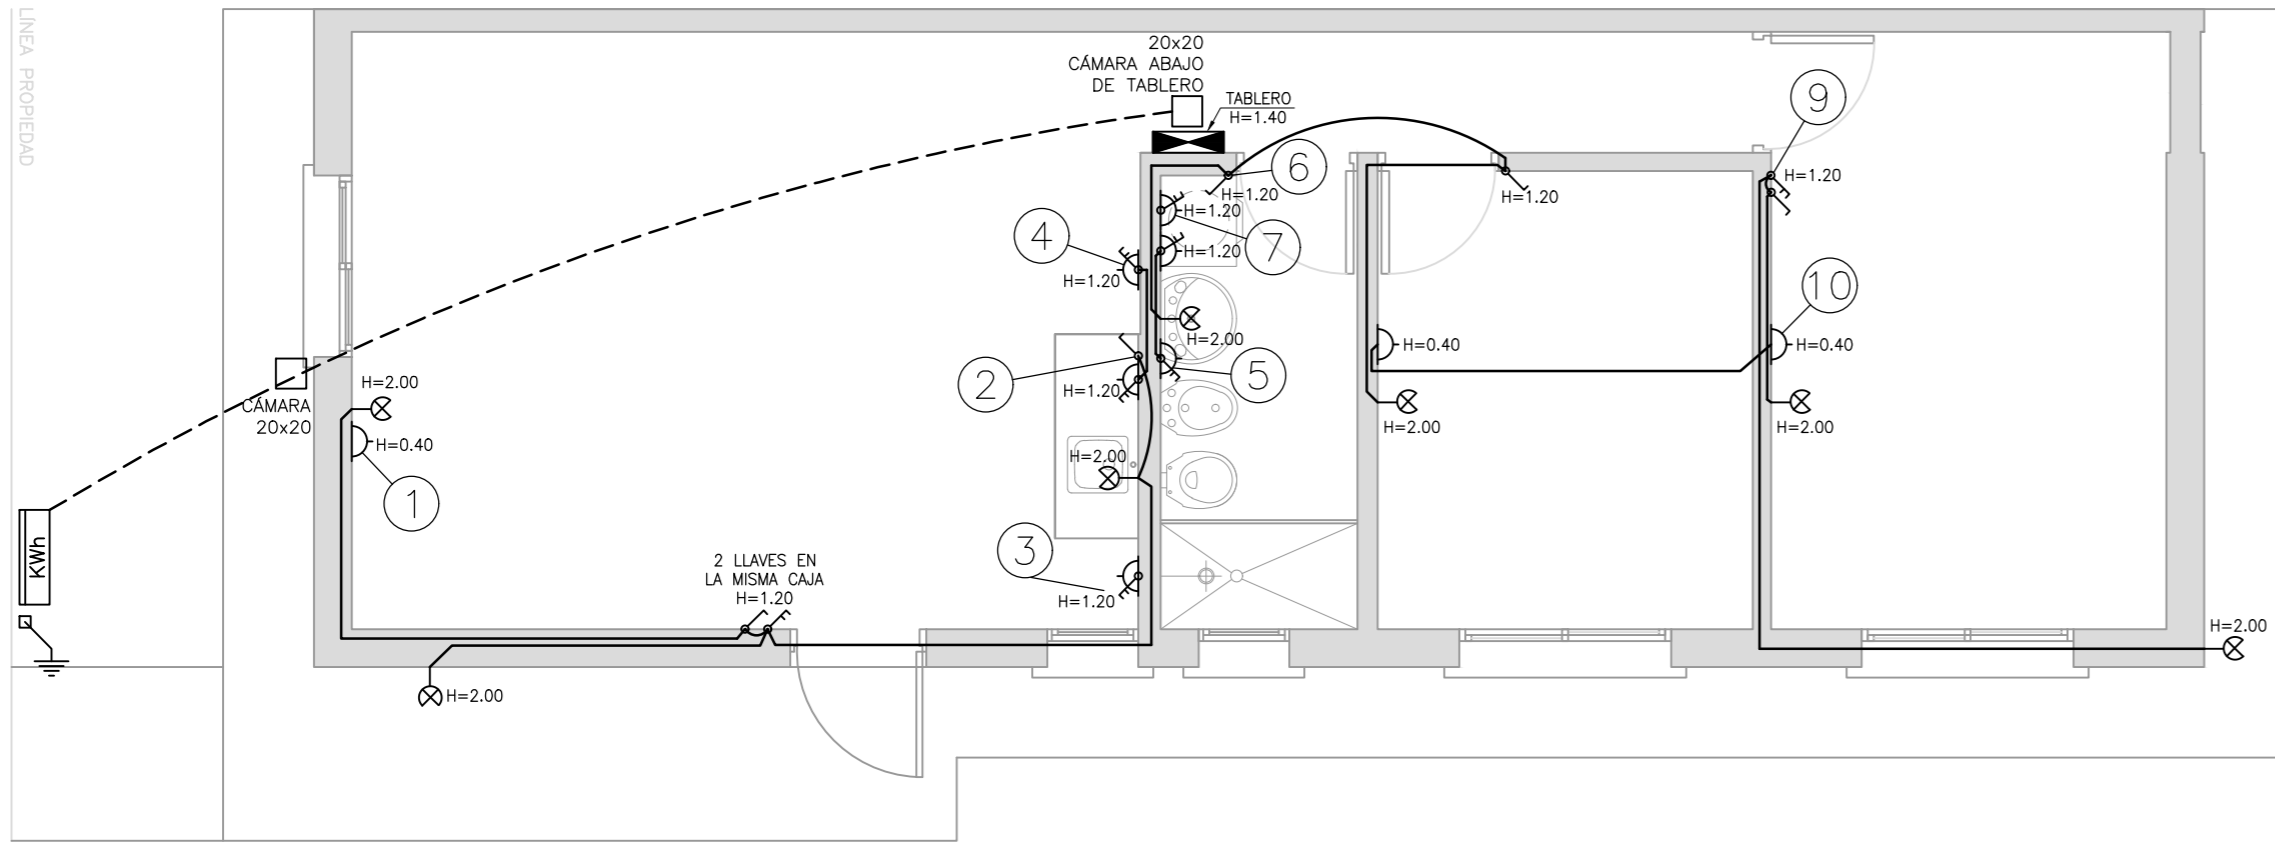 LÍNEA PROPIEDAD
20x20
CÁMARA ABAJO
DE TABLERO
TABLERO
H=1.40
9
6
H=1.20
H=1.20
H=1.20
H=1.20
7
4
H=1.20
H=1.20
10
H=2.00
H=0.40
H=0.40
2
5
H=2.00
H=1.20
CÁMARA
20x20
H=2.00
H=2.00
H=0.40
H=2.00
1
KWh
3
2 LLAVES EN
LA MISMA CAJA
H=1.20
H=1.20
H=2.00
H=2.00